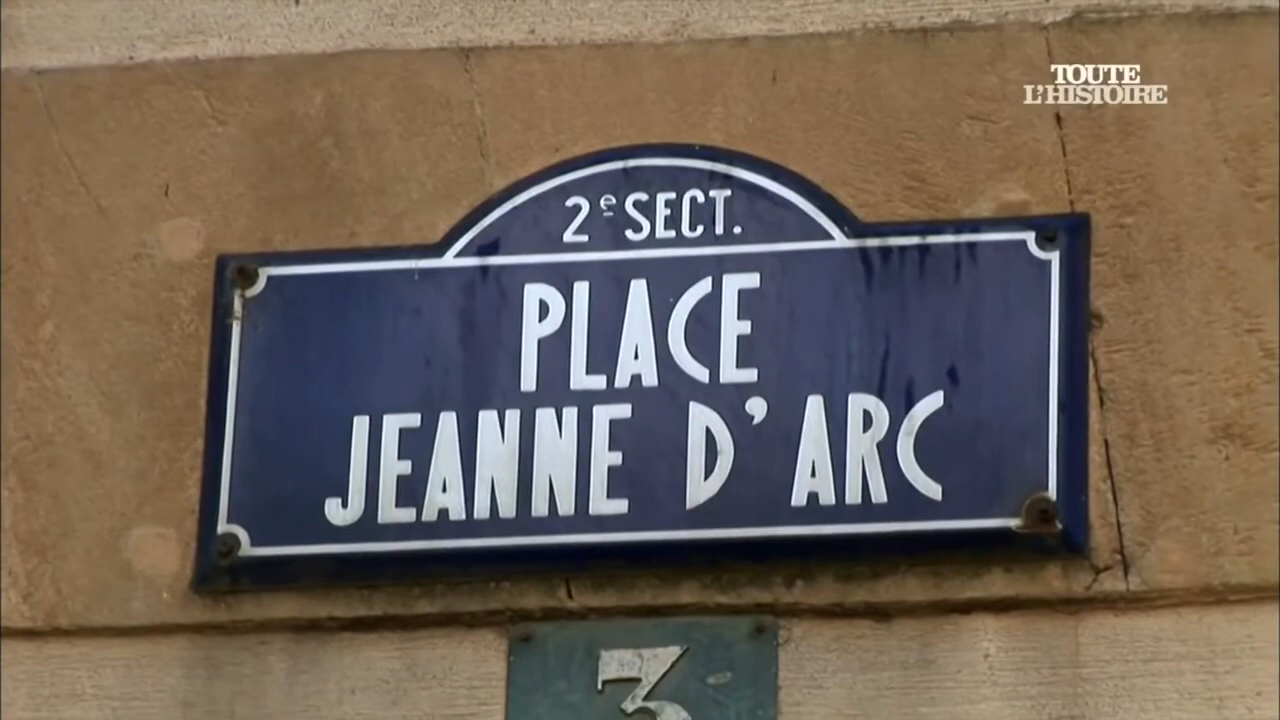 TOUTE
L'HISTOIRE
2e SECT.
PLACE
JEANNE D'ARC
3